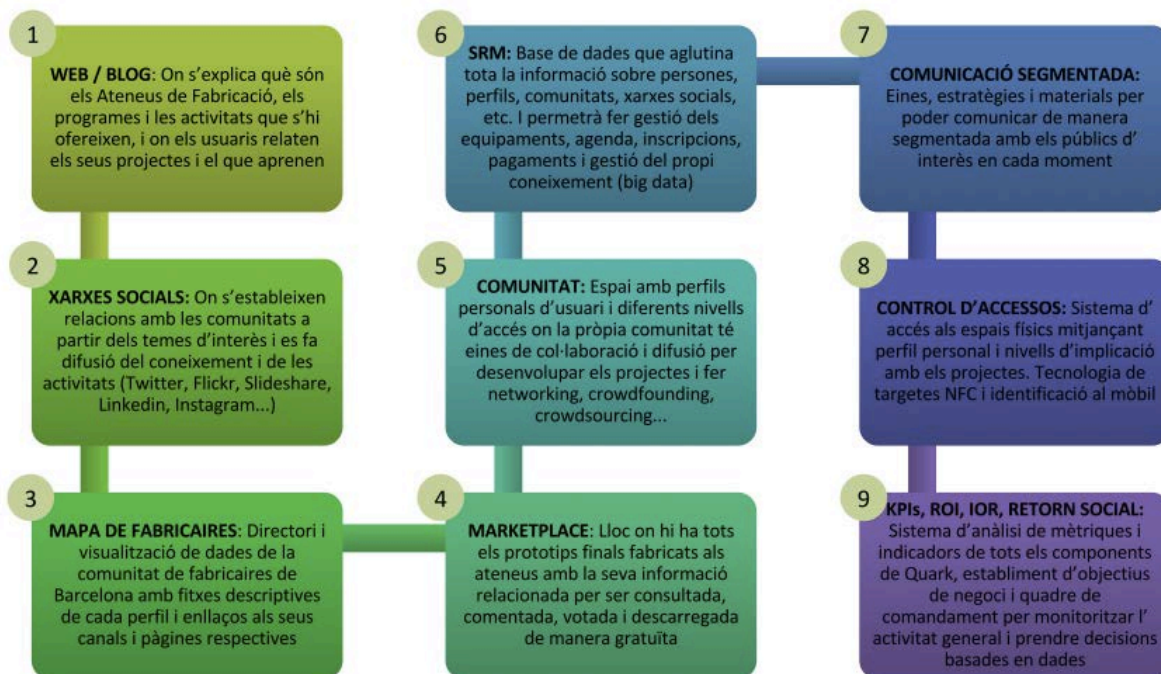 1
WEB / BLOG: On s’explica què són
els Ateneus de Fabricació, els
programes i les activitats que s’hi
ofereixen, i on els usuaris relaten
els seus projectes i el que aprenen
2
XARXES SOCIALS: On s’estableixen
relacions amb les comunitats a
partir dels temes d’interès i es fa
difusió del coneixement i de les
activitats (Twitter, Flickr, Slideshare,
Linkedin, Instagram...)
3
MAPA DE FABRICAIRES: Directori i
visualització de dades de la
comunitat de fabricaires de
Barcelona amb fitxes descriptives
de cada perfil i enllaços als seus
canals i pàgines respectives
4
MARKETPLACE: Lloc on hi ha tots
els prototips finals fabricats als
ateneus amb la seva informació
relacionada per ser consultada,
comentada, votada i descarregada
de manera gratuïta
5
COMUNITAT: Espai amb perfils
personals d’usuari i diferents nivells
d’accés on la pròpia comunitat té
eines de col·laboració i difusió per
desenvolupar els projectes i fer
networking, crowdfounding,
crowdsourcing...
6
SRM: Base de dades que aglutina
tota la informació sobre persones,
perfils, comunitats, xarxes socials,
etc. I permetrà fer gestió dels
equipaments, agenda, inscripcions,
pagaments i gestió del propi
coneixement (big data)
7
COMUNICACIÓ SEGMENTADA:
Eines, estratègies i materials per
poder comunicar de manera
segmentada amb els públics d’
interès en cada moment
8
CONTROL D’ACCESSOS: Sistema d’
accés als espais físics mitjançant
perfil personal i nivells d’implicació
amb els projectes. Tecnologia de
targetes NFC i identificació al mòbil
9
KPIs, ROI, IOR, RETORN SOCIAL:
Sistema d’anàlisi de mètriques i
indicadors de tots els components
de Quark, establiment d’objectius
de negoci i quadre de
comandament per monitoritzar l’
activitat general i prendre decisions
basades en dades